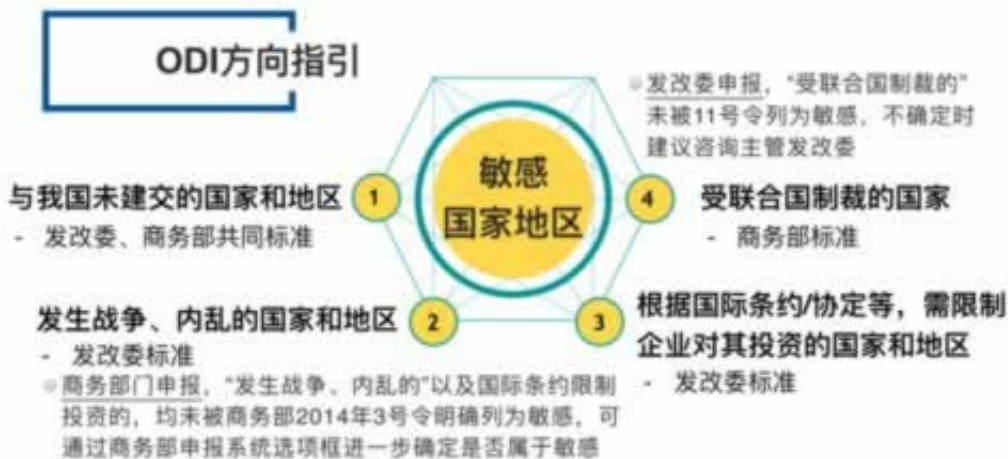 ODI方向指引
敏感
国家地区
1
与我国未建交的国家和地区
- 发改委、商务部共同标准
2
发生战争、内乱的国家和地区
- 发改委标准
商务部门申报，“发生战争、内乱的”以及国际条约限制
投资的，均未被商务部2014年3号令明确列为敏感，可
通过商务部申报系统选项框进一步确定是否属于敏感
3
根据国际条约/协定等，需限制
企业对其投资的国家和地区
- 发改委标准
4
受联合国制裁的国家
- 商务部标准
发改委申报，“受联合国制裁的”
未被11号令列为敏感，不确定时
建议咨询主管发改委